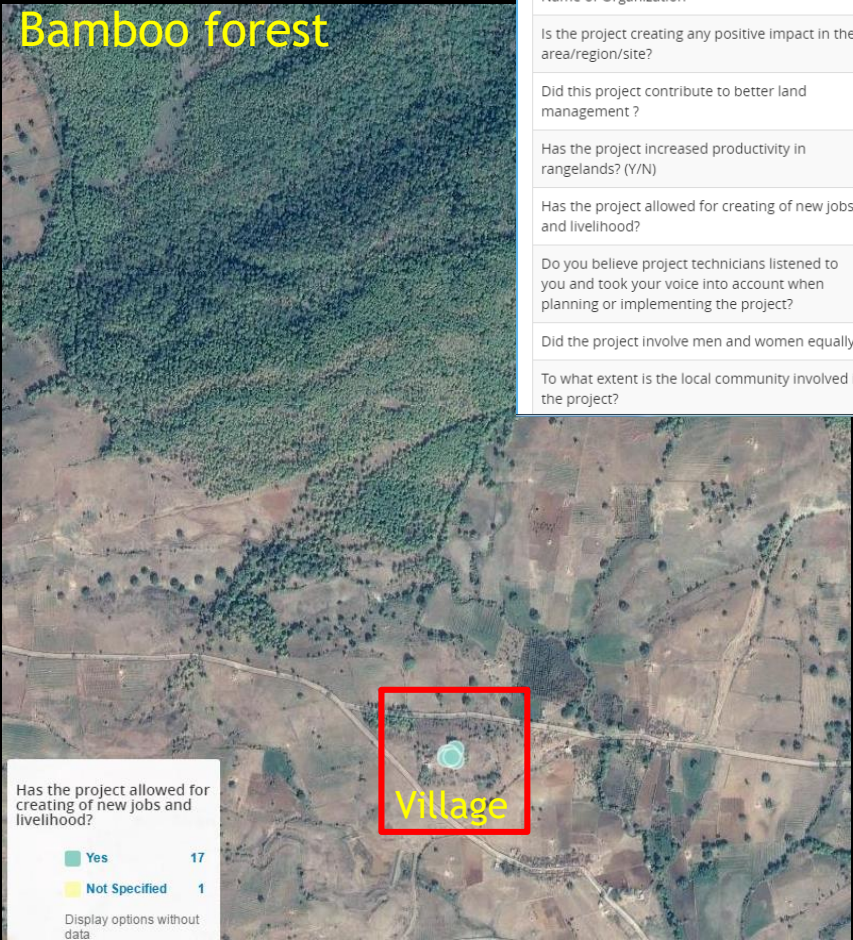 Bamboo forest
Name of Organization
Is the project creating any positive impact in the
area/region/site?
Did this project contribute to better land
management ?
Has the project increased productivity in
rangelands? (Y/N)
Has the project allowed for creating of new jobs
and livelihood?
Do you believe project technicians listened to
you and took your voice into account when
planning or implementing the project?
Did the project involve men and women equally
To what extent is the local community involved
the project?
Village
Has the project allowed for
creating of new jobs and
livelihood?
Yes 17
Not Specified 1
Display options without
data